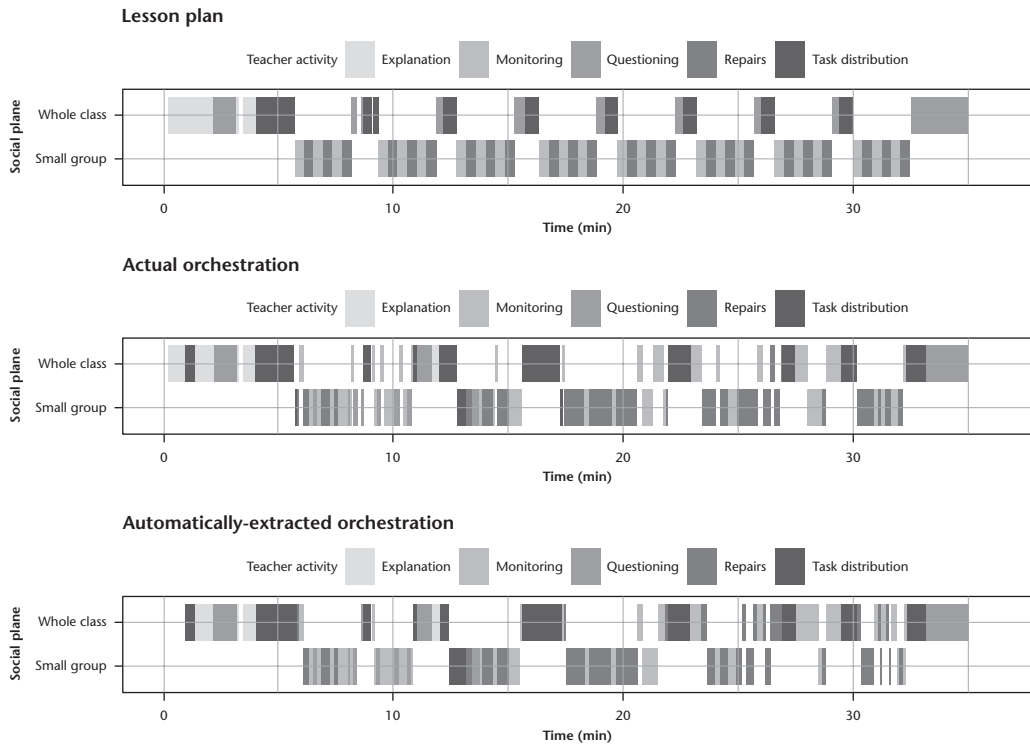 Lesson plan
Teacher activity Explanation Monitoring Questioning Repairs Task distribution
Social plane
Whole class
Small group
0 10 20 30
Time (min)
Actual orchestration
Teacher activity Explanation Monitoring Questioning Repairs Task distribution
Social plane
Whole class
Small group
0 10 20 30
Time (min)
Automatically-extracted orchestration
Teacher activity Explanation Monitoring Questioning Repairs Task distribution
Social plane
Whole class
Small group
0 10 20 30
Time (min)